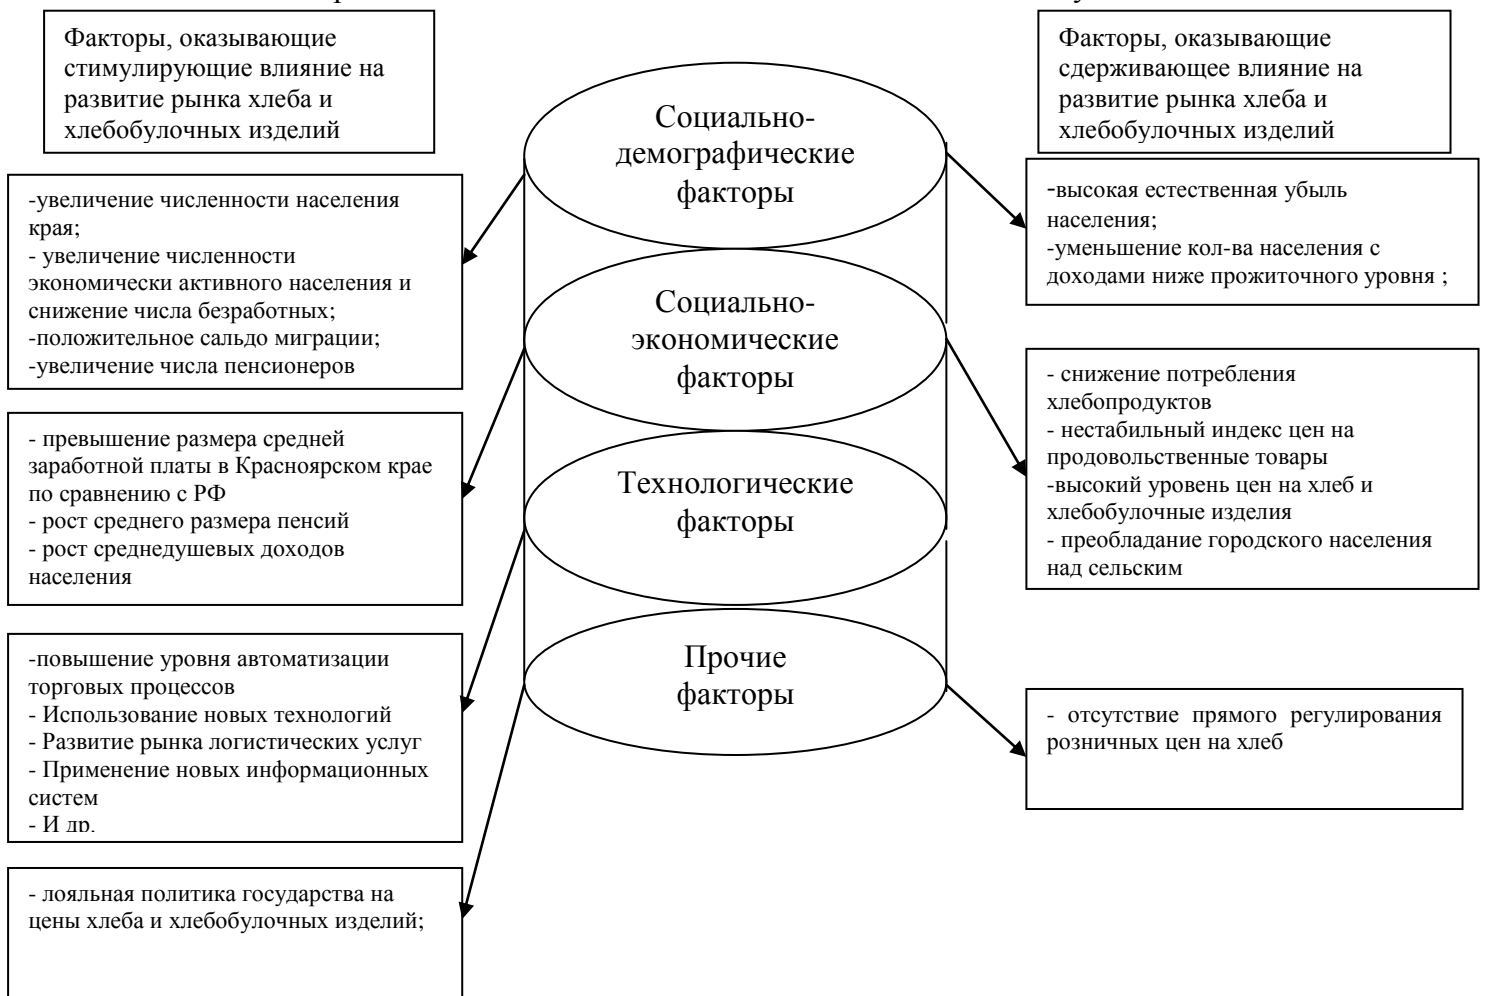 Факторы, оказывающие
стимулирующие влияние на
развитие рынка хлеба и
хлебобулочных изделий
Факторы, оказывающие
сдерживающее влияние на
развитие рынка хлеба и
хлебобулочных изделий
Социально-
демографические
факторы
-увеличение численности населения
края;
- увеличение численности
экономически активного населения и
снижение числа безработных;
-положительное сальдо миграции;
-увеличение числа пенсионеров
-высокая естественная убыль
населения;
-уменьшение кол-ва населения с
доходами ниже прожиточного уровня ;
Социально-
экономические
факторы
- превышение размера средней
заработной платы в Красноярском крае
по сравнению с РФ
- рост среднего размера пенсий
- рост среднедушевых доходов
населения
- снижение потребления
хлебопродуктов
- нестабильный индекс цен на
продовольственные товары
-высокий уровень цен на хлеб и
хлебобулочные изделия
- преобладание городского населения
над сельским
Технологические
факторы
-повышение уровня автоматизации
торговых процессов
- Использование новых технологий
- Развитие рынка логистических услуг
- Применение новых информационных
систем
- И др.
Прочие
факторы
- отсутствие прямого регулирования
розничных цен на хлеб
- лояльная политика государства на
цены хлеба и хлебобулочных изделий;